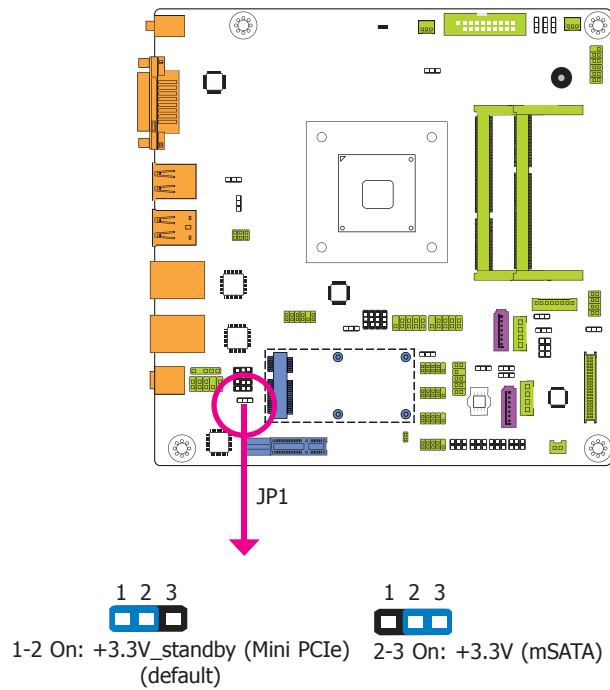 JP1
1 2 3
1-2 On: +3.3V_standby (Mini PCIe)
(default)
1 2 3
2-3 On: +3.3V (mSATA)